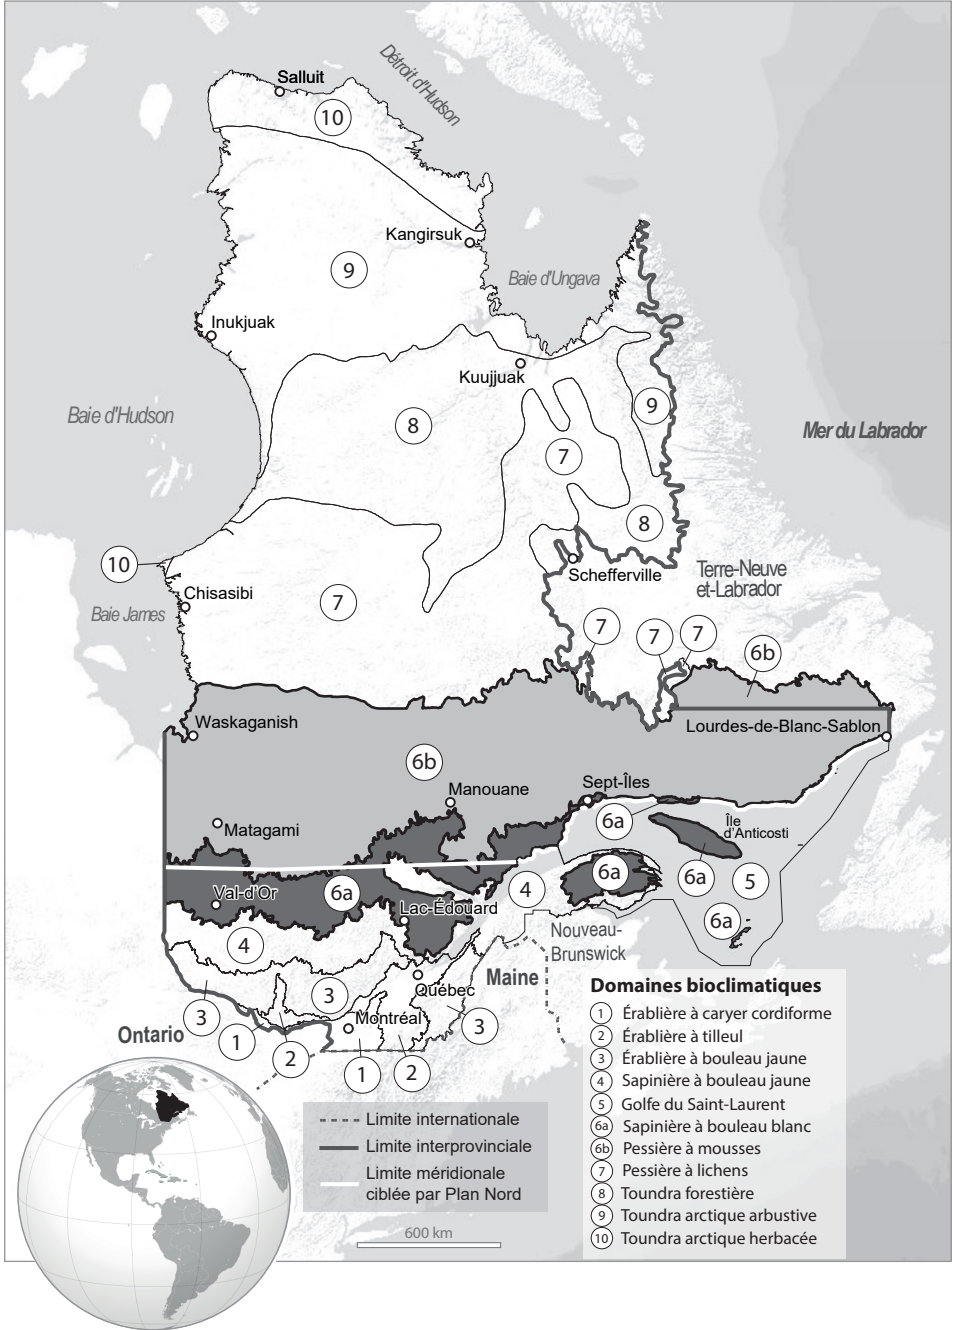 Salluit
Détroit d'Hudson
10
Kangirsuk
9
Baie d'Ungava
Inukjuak
Kuujjuak
Baie d'Hudson
8
9
Mer du Labrador
7
8
10
Schefferville
Terre-Neuve
et-Labrador
Chisasibi
Baie James
7
7
7
7
6b
Waskaganish
Lourdes-de-Blanc-Sablon
6b
Sept-Îles
Manouane
6a
Île
d'Anticosti
Matagami
6a
6a
6a
5
Val-d'Or
4
Lac-Édouard
6a
4
Nouveau-
Brunswick
Maine
3
Québec
3
Montréal
3
Ontario
1
2
1
2
Domaines bioclimatiques
1 Érablière à caryer cordiforme
2 Érablière à tilleul
3 Érablière à bouleau jaune
4 Sapinière à bouleau jaune
5 Golfe du Saint-Laurent
6a Sapinière à bouleau blanc
6b Pessière à mousses
7 Pessière à lichens
8 Toundra forestière
9 Toundra arctique arbustive
10 Toundra arctique herbacée
Limite internationale
Limite interprovinciale
Limite méridionale
ciblée par Plan Nord
600 km